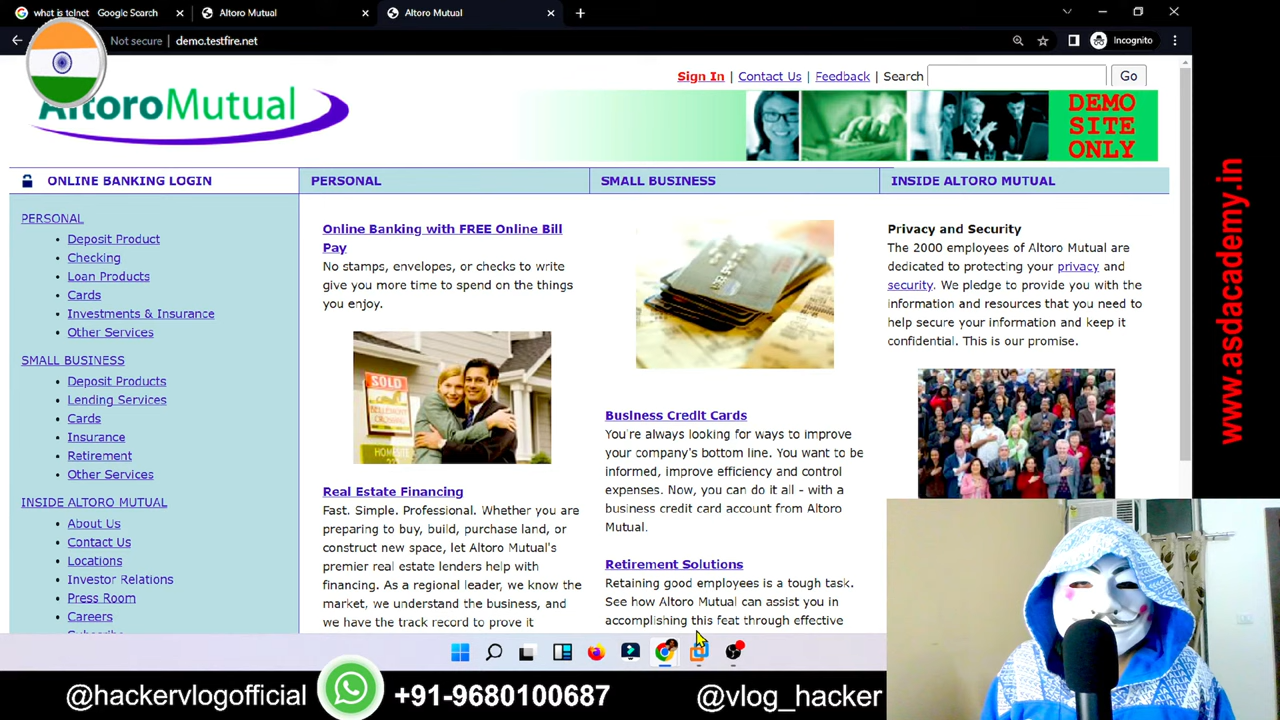 what is telnet Google Search
Altoro Mutual
Altoro Mutual
Not secure
demo.testfire.net
Incognito
Sign In | Contact Us | Feedback | Search
Go
AltoroMutual
DEMO
SITE
ONLY
ONLINE BANKING LOGIN
PERSONAL
SMALL BUSINESS
INSIDE ALTORO MUTUAL
PERSONAL
Deposit Product
Checking
Loan Products
Cards
Investments & Insurance
Other Services
SMALL BUSINESS
Deposit Products
Lending Services
Cards
Insurance
Retirement
Other Services
INSIDE ALTORO MUTUAL
About Us
Contact Us
Locations
Investor Relations
Press Room
Careers
Online Banking with FREE Online Bill
Pay
No stamps, envelopes, or checks to write
give you more time to spend on the things
you enjoy.
SOLD
Real Estate Financing
Fast. Simple. Professional. Whether you are
preparing to buy, build, purchase land, or
construct new space, let Altoro Mutual's
premier real estate lenders help with
financing. As a regional leader, we know the
market, we understand the business, and
we have the track record to prove it
Business Credit Cards
You're always looking for ways to improve
your company's bottom line. You want to be
informed, improve efficiency and control
expenses. Now, you can do it all - with a
business credit card account from Altoro
Mutual.
Retirement Solutions
Retaining good employees is a tough task.
See how Altoro Mutual can assist you in
accomplishing this feat through effective
Privacy and Security
The 2000 employees of Altoro Mutual are
dedicated to protecting your privacy and
security. We pledge to provide you with the
information and resources that you need to
help secure your information and keep it
confidential. This is our promise.
www.asdacademy.in
@hackervlogofficial
+91-9680100687
@vlog_hacker